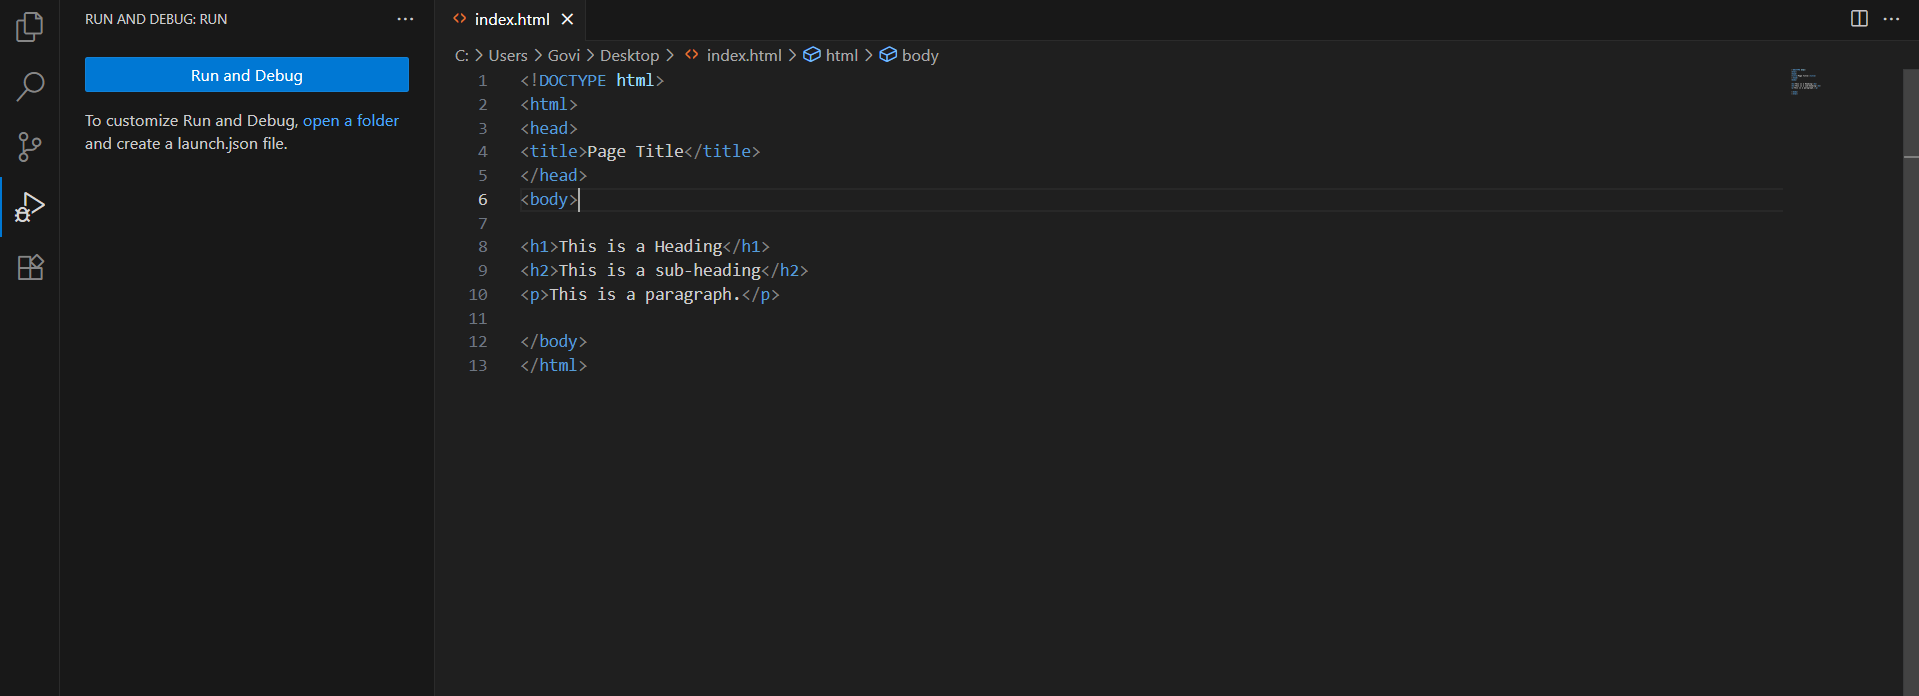 RUN AND DEBUG: RUN
Run and Debug
To customize Run and Debug, open a folder
and create a launch.json file.
index.html
C: > Users > Govi > Desktop > index.html > html > body
1 <!DOCTYPE html>
2 <html>
3 <head>
4 <title>Page Title</title>
5 </head>
6 <body>
7
8 <h1>This is a Heading</h1>
9 <h2>This is a sub-heading</h2>
10 <p>This is a paragraph.</p>
11
12 </body>
13 </html>